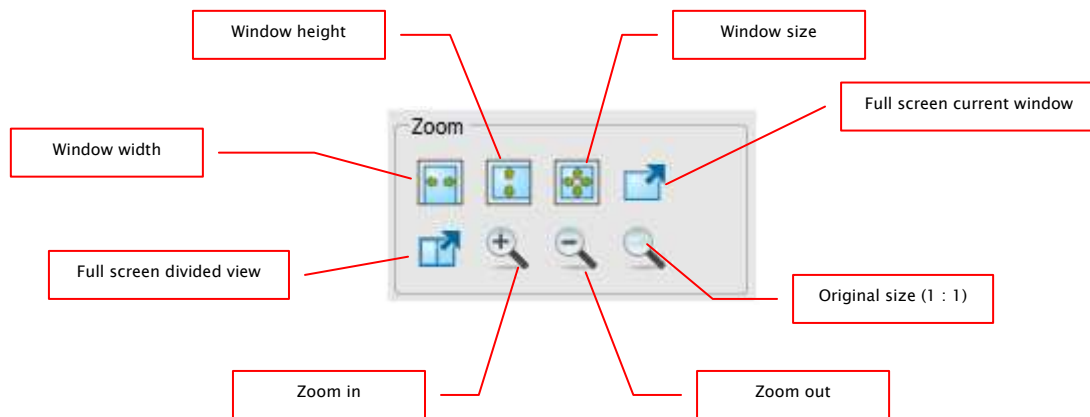 Window height
Window size
Full screen current window
Zoom
Window width
Full screen divided view
Original size (1 : 1)
Zoom in
Zoom out